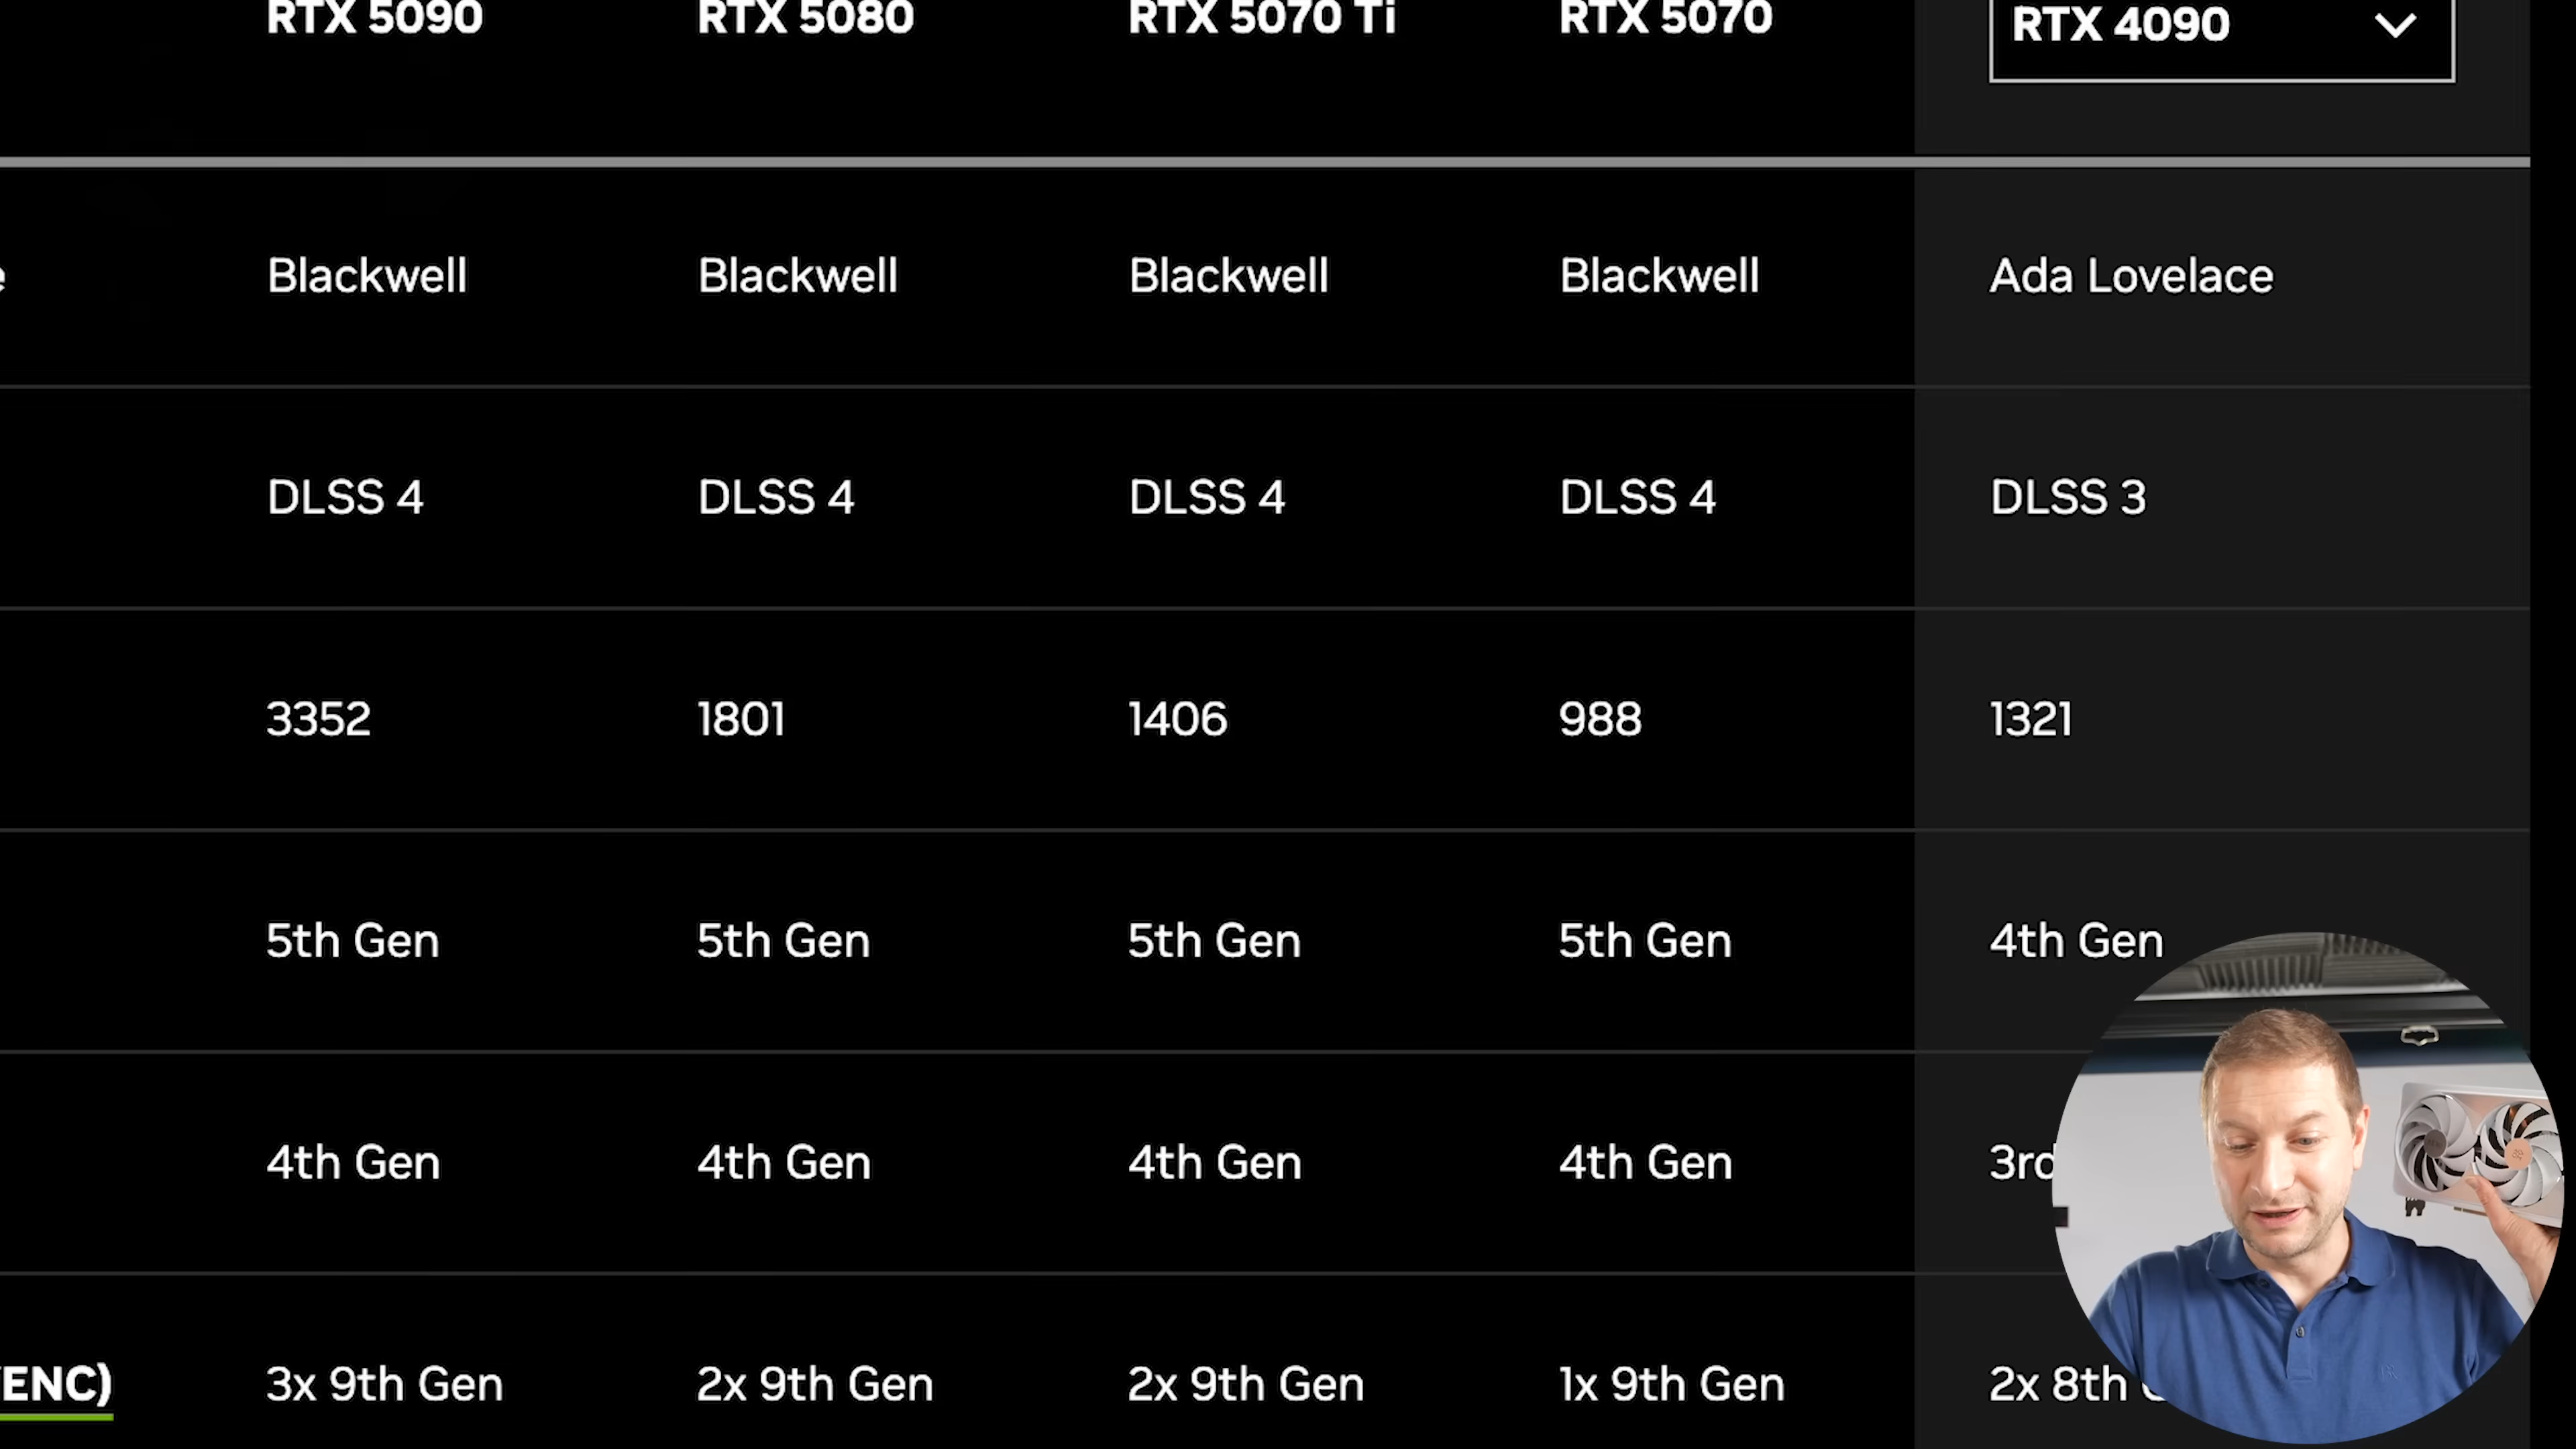 RTX 5090 RTX 5080 RTX 5070 Ti RTX 5070 RTX 4090
Blackwell Blackwell Blackwell Blackwell Ada Lovelace
DLSS 4 DLSS 4 DLSS 4 DLSS 4 DLSS 3
3352 1801 1406 988 1321
5th Gen 5th Gen 5th Gen 5th Gen 4th Gen
4th Gen 4th Gen 4th Gen 4th Gen 3rd
ENC) 3x 9th Gen 2x 9th Gen 2x 9th Gen 1x 9th Gen 2x 8th